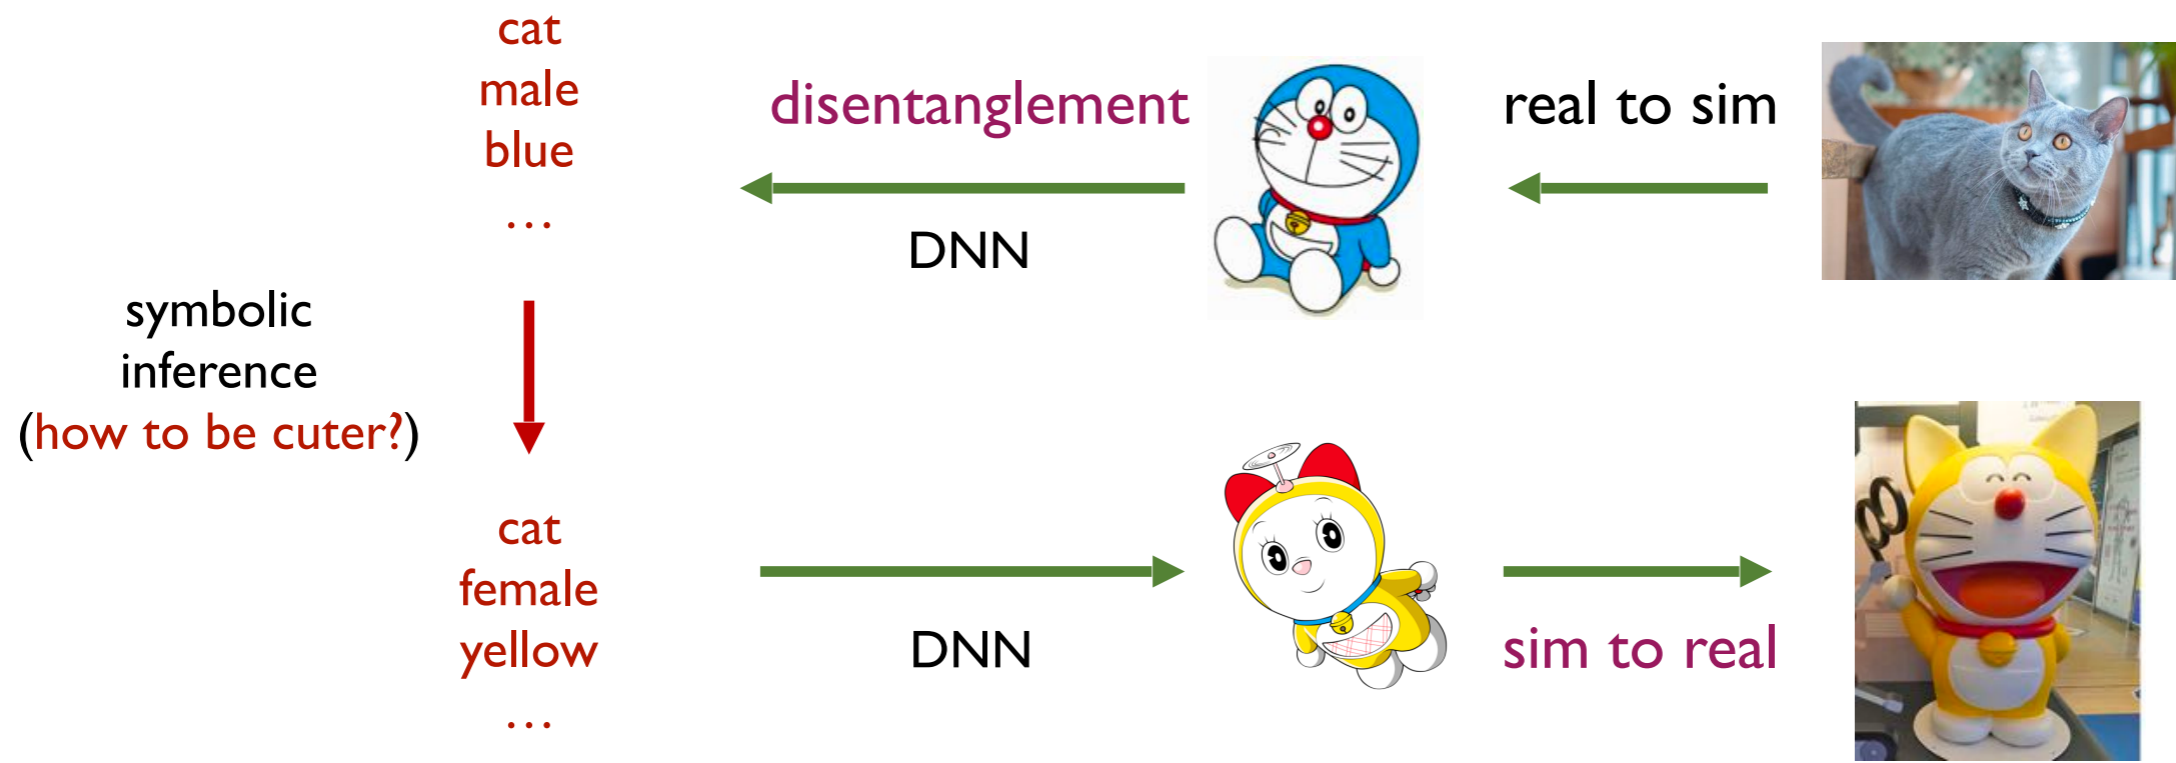 cat
male
blue
…
disentanglement
DNN
real to sim
symbolic
inference
(how to be cuter?)
cat
female
yellow
…
DNN
sim to real